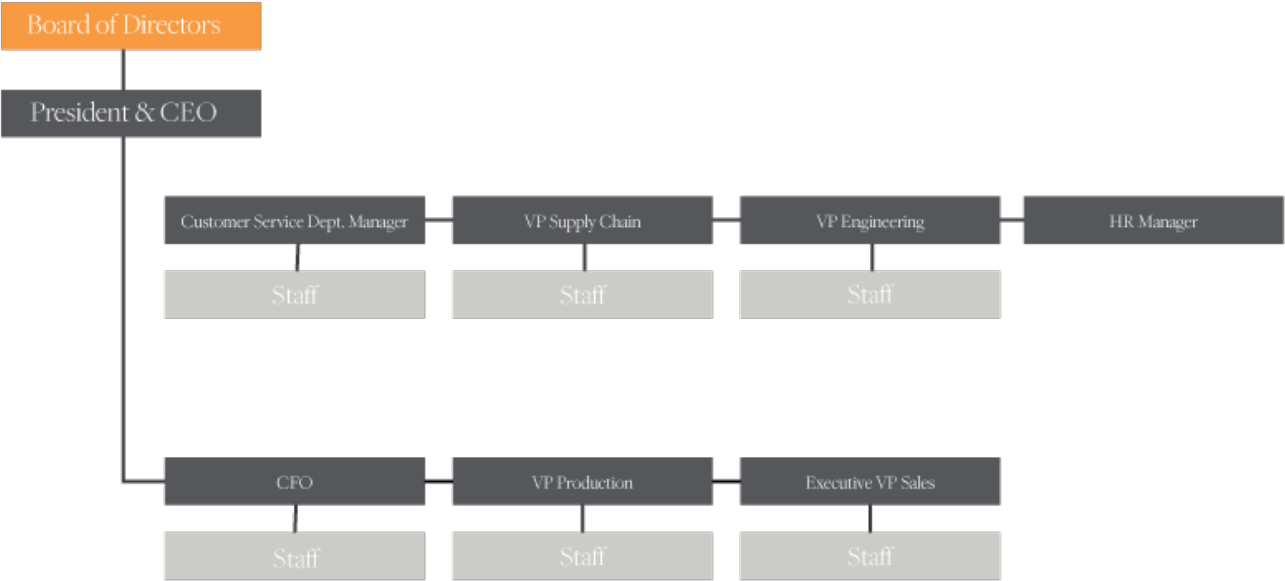 Board of Directors
President & CEO
Customer Service Dept. Manager
VP Supply Chain
VP Engineering
HR Manager
Staff
Staff
Staff
CFO
VP Production
Executive VP Sales
Staff
Staff
Staff